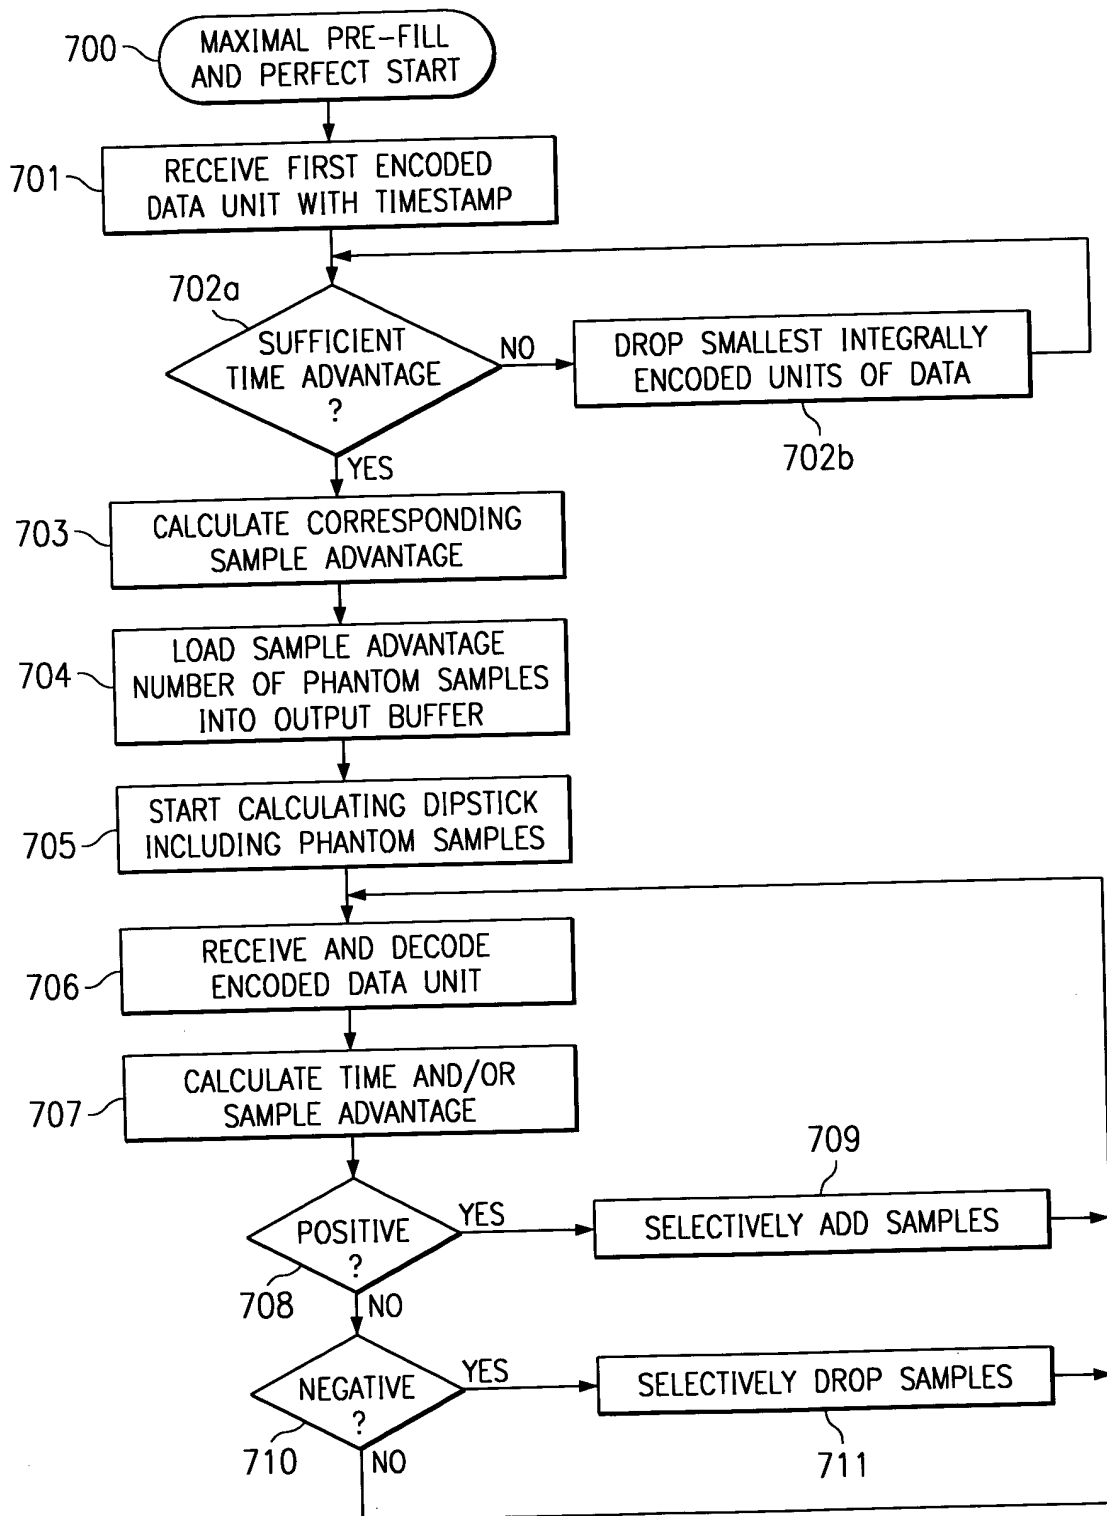 700
MAXIMAL PRE-FILL
AND PERFECT START
701
RECEIVE FIRST ENCODED
DATA UNIT WITH TIMESTAMP
702a
SUFFICIENT
TIME ADVANTAGE
?
NO
DROP SMALLEST INTEGRALLY
ENCODED UNITS OF DATA
702b
YES
703
CALCULATE CORRESPONDING
SAMPLE ADVANTAGE
704
LOAD SAMPLE ADVANTAGE
NUMBER OF PHANTOM SAMPLES
INTO OUTPUT BUFFER
705
START CALCULATING DIPSTICK
INCLUDING PHANTOM SAMPLES
706
RECEIVE AND DECODE
ENCODED DATA UNIT
707
CALCULATE TIME AND/OR
SAMPLE ADVANTAGE
708
POSITIVE
?
YES
709
SELECTIVELY ADD SAMPLES
NO
710
NEGATIVE
?
YES
SELECTIVELY DROP SAMPLES
711
NO